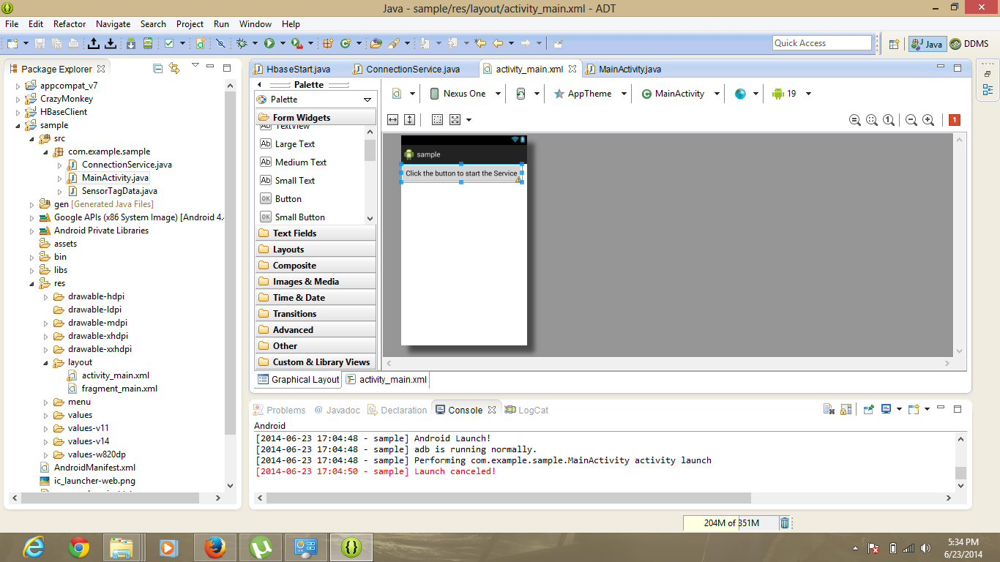 Java - sample/res/layout/activity_main.xml - ADT
File Edit Refactor Navigate Search Project Run Window Help
Quick Access
Java
DDMS
Package Explorer
appcompat_v7
CrazyMonkey
HBaseClient
sample
src
com.example.sample
ConnectionService.java
MainActivity.java
SensorTagData.java
gen [Generated Java Files]
Google APIs (x86 System Image) [Android 4.
Android Private Libraries
assets
bin
libs
res
drawable-hdpi
drawable-ldpi
drawable-mdpi
drawable-xhdpi
drawable-xxhdpi
layout
activity_main.xml
fragment_main.xml
menu
values
values-v11
values-v14
values-w820dp
AndroidManifest.xml
ic_launcher-web.png
HbaseStart.java
ConnectionService.java
activity_main.xml
MainActivity.java
Palette
Palette
Form Widgets
Ab TextView
Ab Large Text
Ab Medium Text
Ab Small Text
OK Button
OK Small Button
Text Fields
Layouts
Composite
Images & Media
Time & Date
Transitions
Advanced
Other
Custom & Library Views
Nexus One
AppTheme
MainActivity
19
1
1
sample
Click the button to start the Service
Graphical Layout
activity_main.xml
Problems
@ Javadoc
Declaration
Console
LogCat
Android
[2014-06-23 17:04:48 - sample] Android Launch!
[2014-06-23 17:04:48 - sample] adb is running normally.
[2014-06-23 17:04:48 - sample] Performing com.example.sample.MainActivity activity launch
[2014-06-23 17:04:50 - sample] Launch canceled!
204M of 351M
5:34 PM
6/23/2014